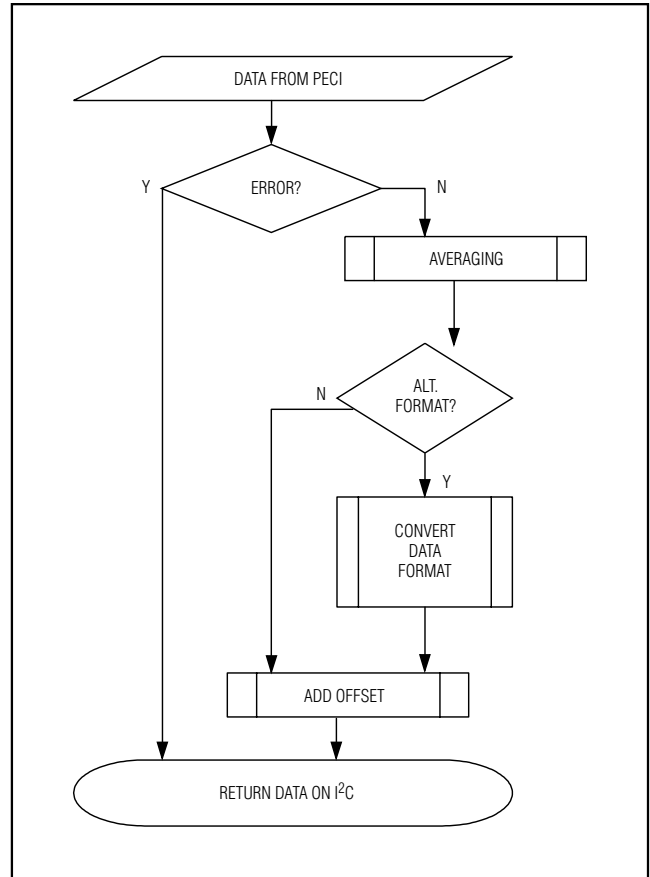 DATA FROM PECI
ERROR?
Y
N
AVERAGING
ALT.
FORMAT?
N
Y
CONVERT
DATA
FORMAT
ADD OFFSET
RETURN DATA ON I²C